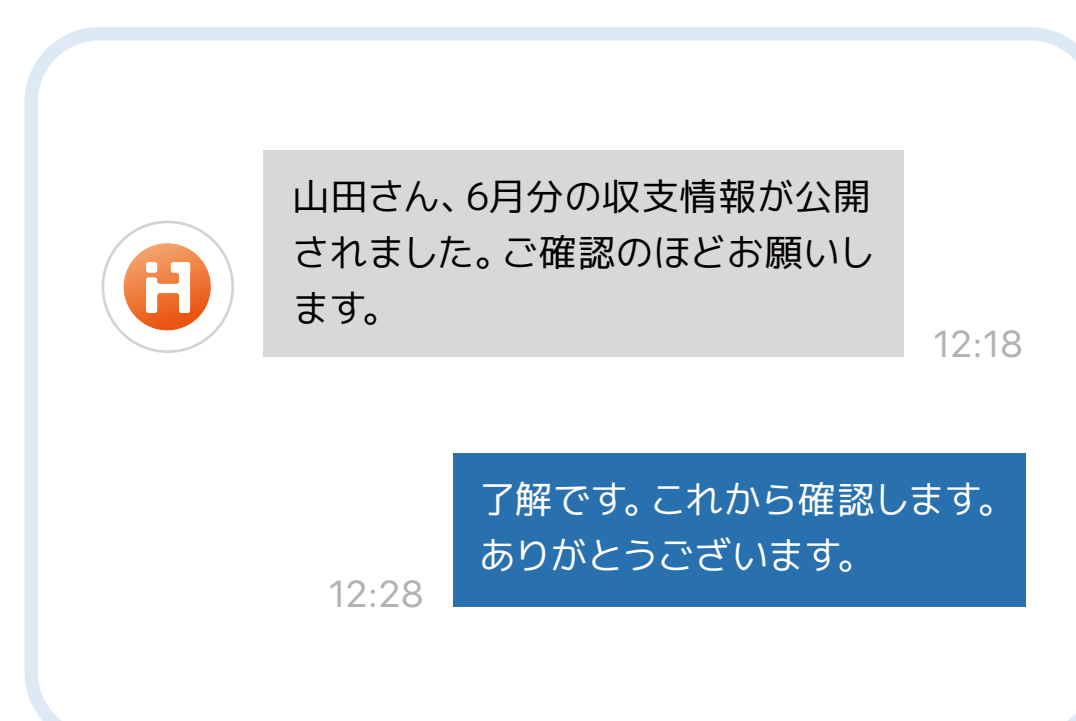 山田さん、6月分の収支情報が公開
されました。ご確認のほどお願いし
ます。
12:18
了解です。これから確認します。
ありがとうございます。
12:28